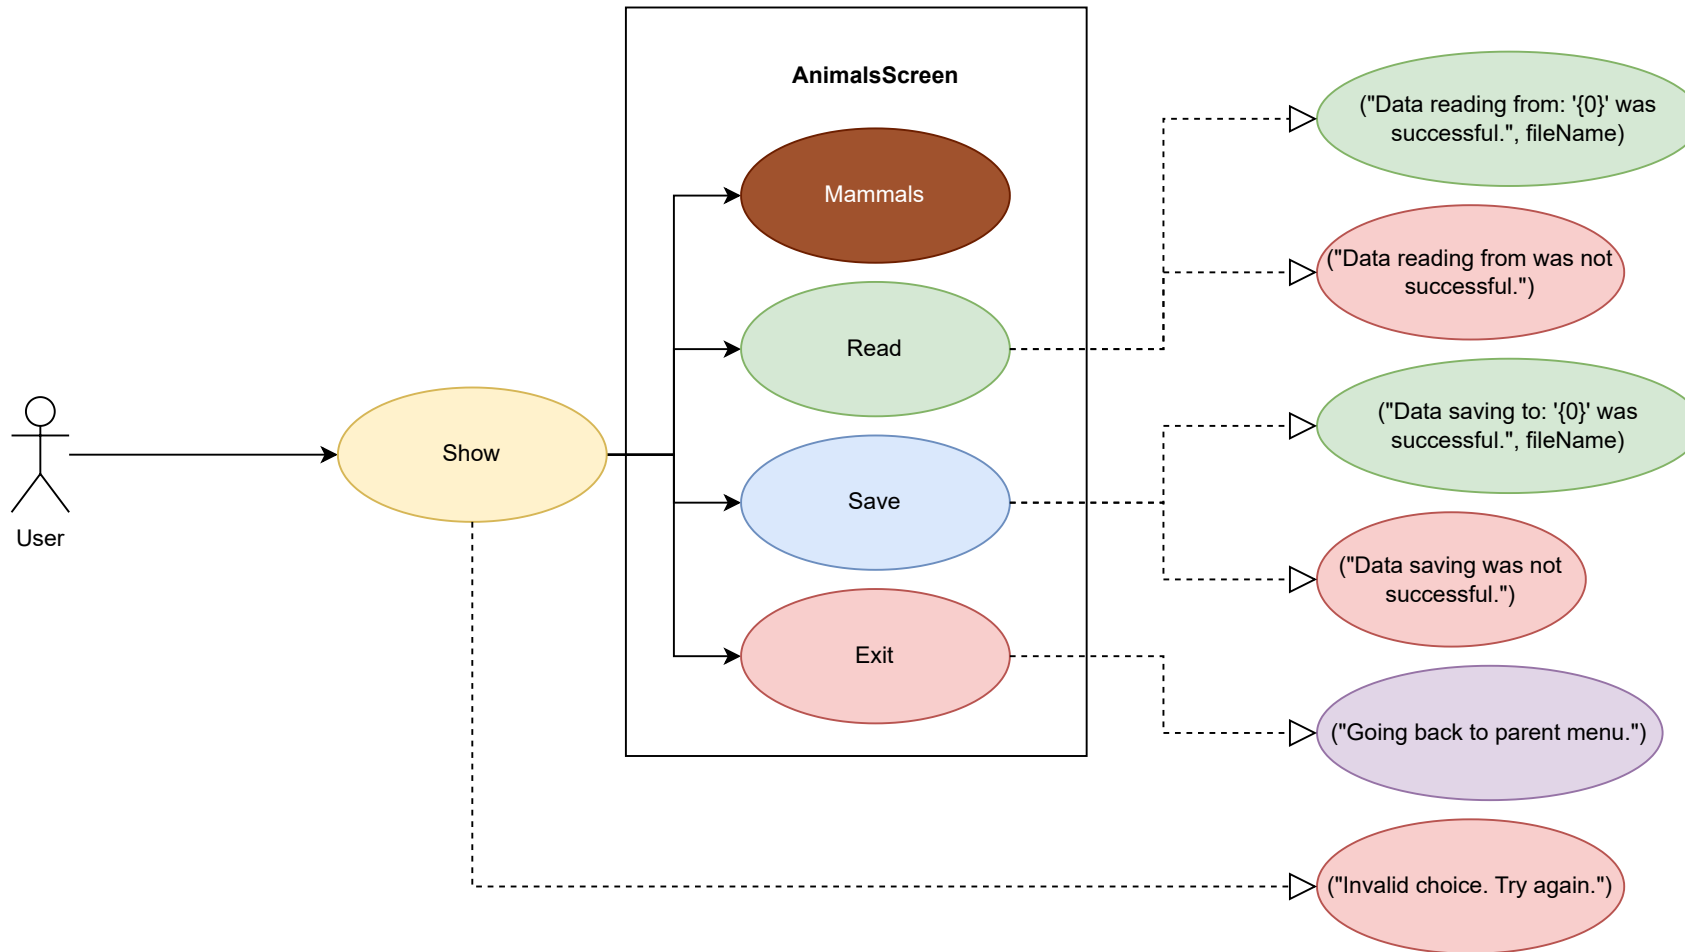 AnimalsScreen
Mammals
Read
Save
Exit
Show
User
("Data reading from: '{0}' was
successful.", fileName)
("Data reading from was not
successful.")
("Data saving to: '{0}' was
successful.", fileName)
("Data saving was not
successful.")
("Going back to parent menu.")
("Invalid choice. Try again.")